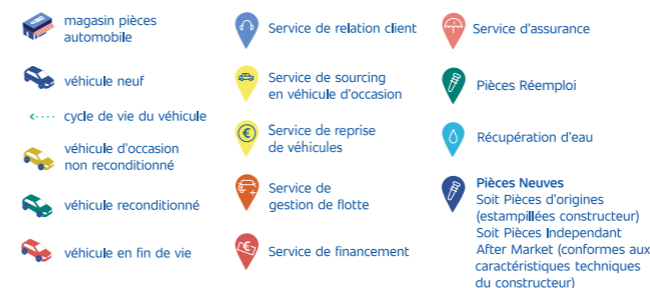 magasin pièces
automobile
véhicule neuf
cycle de vie du véhicule
véhicule d'occasion
non reconditionné
véhicule reconditionné
véhicule en fin de vie
Service de relation client
Service de sourcing
en véhicule d'occasion
Service de reprise
de véhicules
Service de
gestion de flotte
Service de financement
Service d'assurance
Pièces Réemploi
Récupération d'eau
Pièces Neuves
Soit Pièces d'origines
(estampillées constructeur)
Soit Pièces Independant
After Market (conformes aux
caractéristiques techniques
du constructeur)